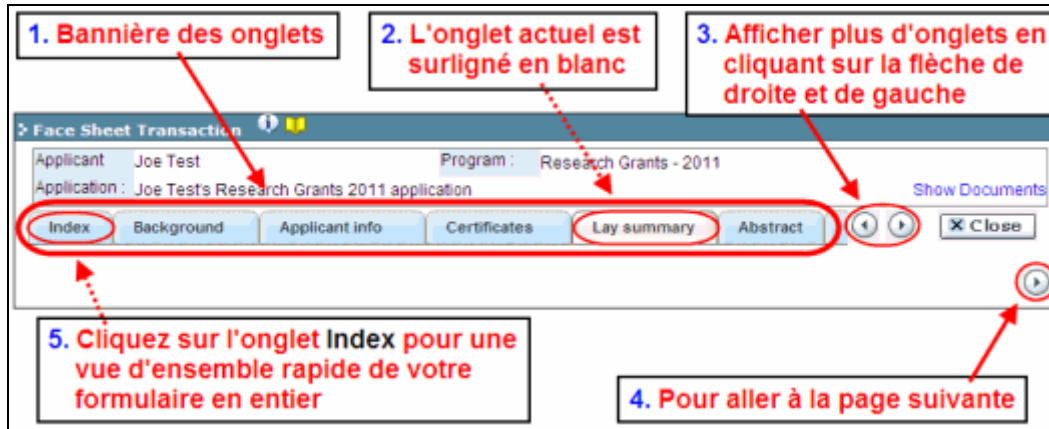 1. Bannière des onglets
2. L'onglet actuel est
surligné en blanc
3. Afficher plus d'onglets en
cliquant sur la flèche de
droite et de gauche
Face Sheet Transaction
Applicant Joe Test Program : Research Grants - 2011
Application : Joe Test's Research Grants 2011 application
Show Documents
Index Background Applicant info Certificates Lay summary Abstract Close
5. Cliquez sur l'onglet Index pour une
vue d'ensemble rapide de votre
formulaire en entier
4. Pour aller à la page suivante